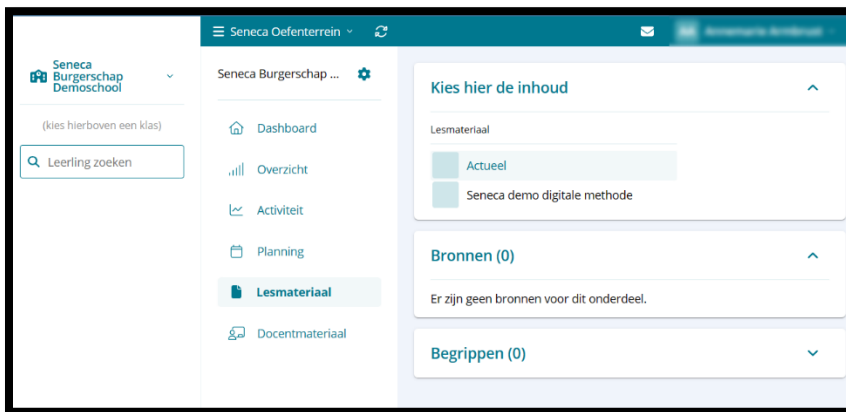 Seneca Oefenterrein
Seneca
Burgerschap
Demoschool
(kies hierboven een klas)
Leerling zoeken
Seneca Burgerschap ...
Dashboard
Overzicht
Activiteit
Planning
Lesmateriaal
Docentmateriaal
Kies hier de inhoud
Lesmateriaal
Actueel
Seneca demo digitale methode
Bronnen (0)
Er zijn geen bronnen voor dit onderdeel.
Begrippen (0)